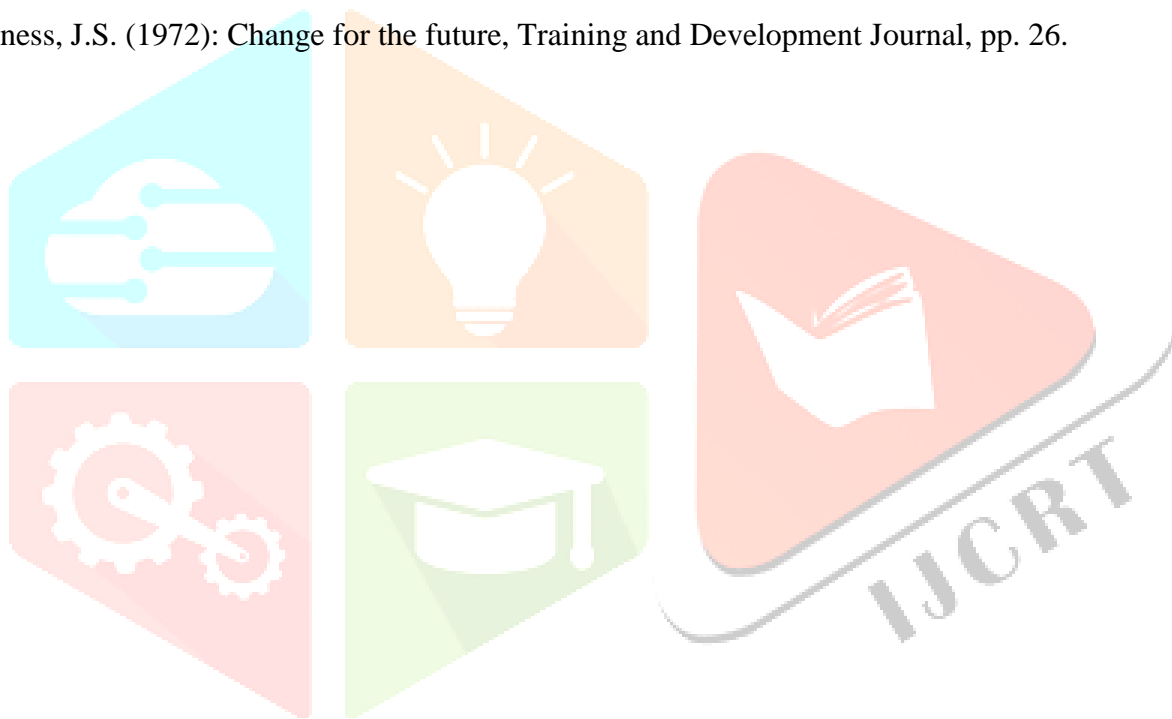 ness, J.S. (1972): Change for the future, Training and Development Journal, pp. 26.
IJCRT